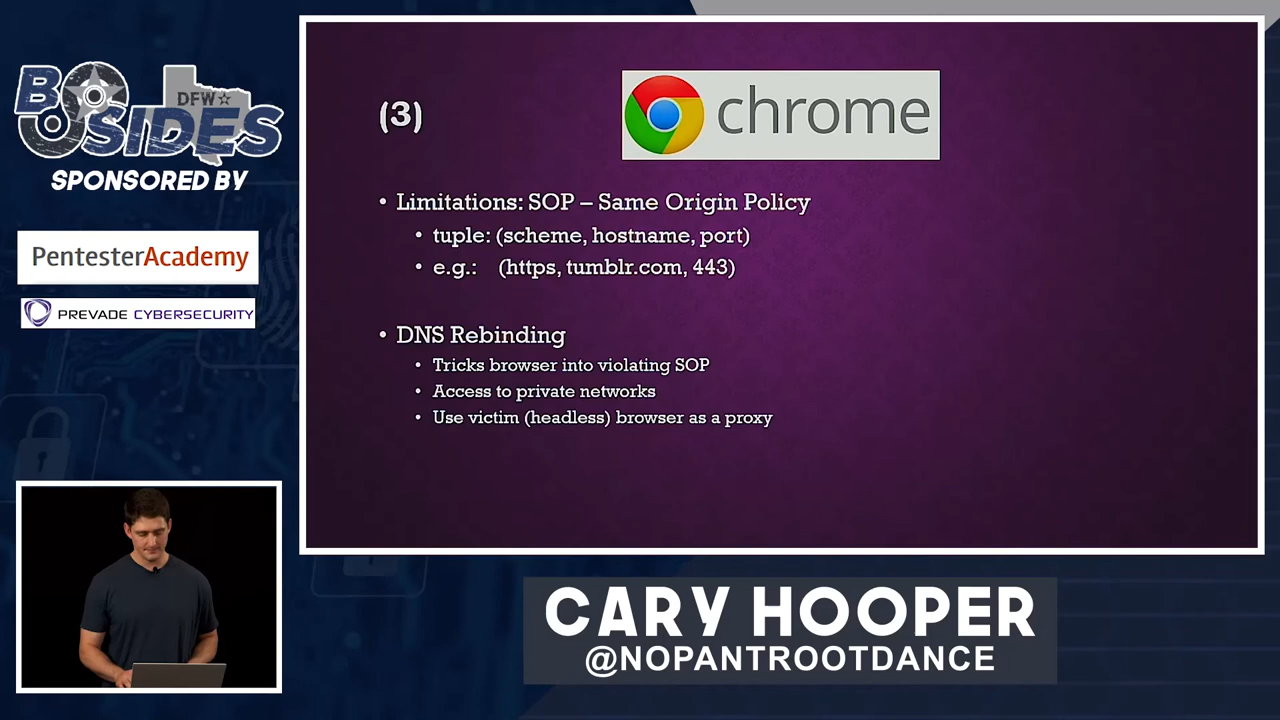 BSIDES
DFW
SPONSORED BY
PentesterAcademy
PREVADE CYBERSECURITY
(3)
chrome
• Limitations: SOP – Same Origin Policy
• tuple: (scheme, hostname, port)
• e.g.: (https, tumblr.com, 443)
• DNS Rebinding
• Tricks browser into violating SOP
• Access to private networks
• Use victim (headless) browser as a proxy
CARY HOOPER
@NOPANTROOTDANCE